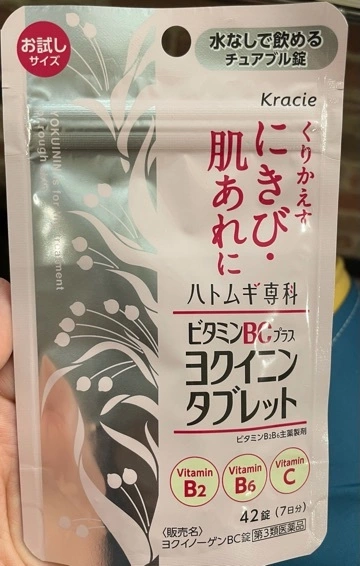 お試し
サイズ
水なしで飲める
チュアブル錠
Kracie
くりかえす
にきび・
肌あれに
ハトムギ専科
ビタミンBCプラス
ヨクイニン
タブレット
ビタミンB2B6主薬製剤
Vitamin
B2
Vitamin
B6
Vitamin
C
42錠（7日分）
〈販売名〉
ヨクイノーゲンBC錠 第3類医薬品
YOKUININ for